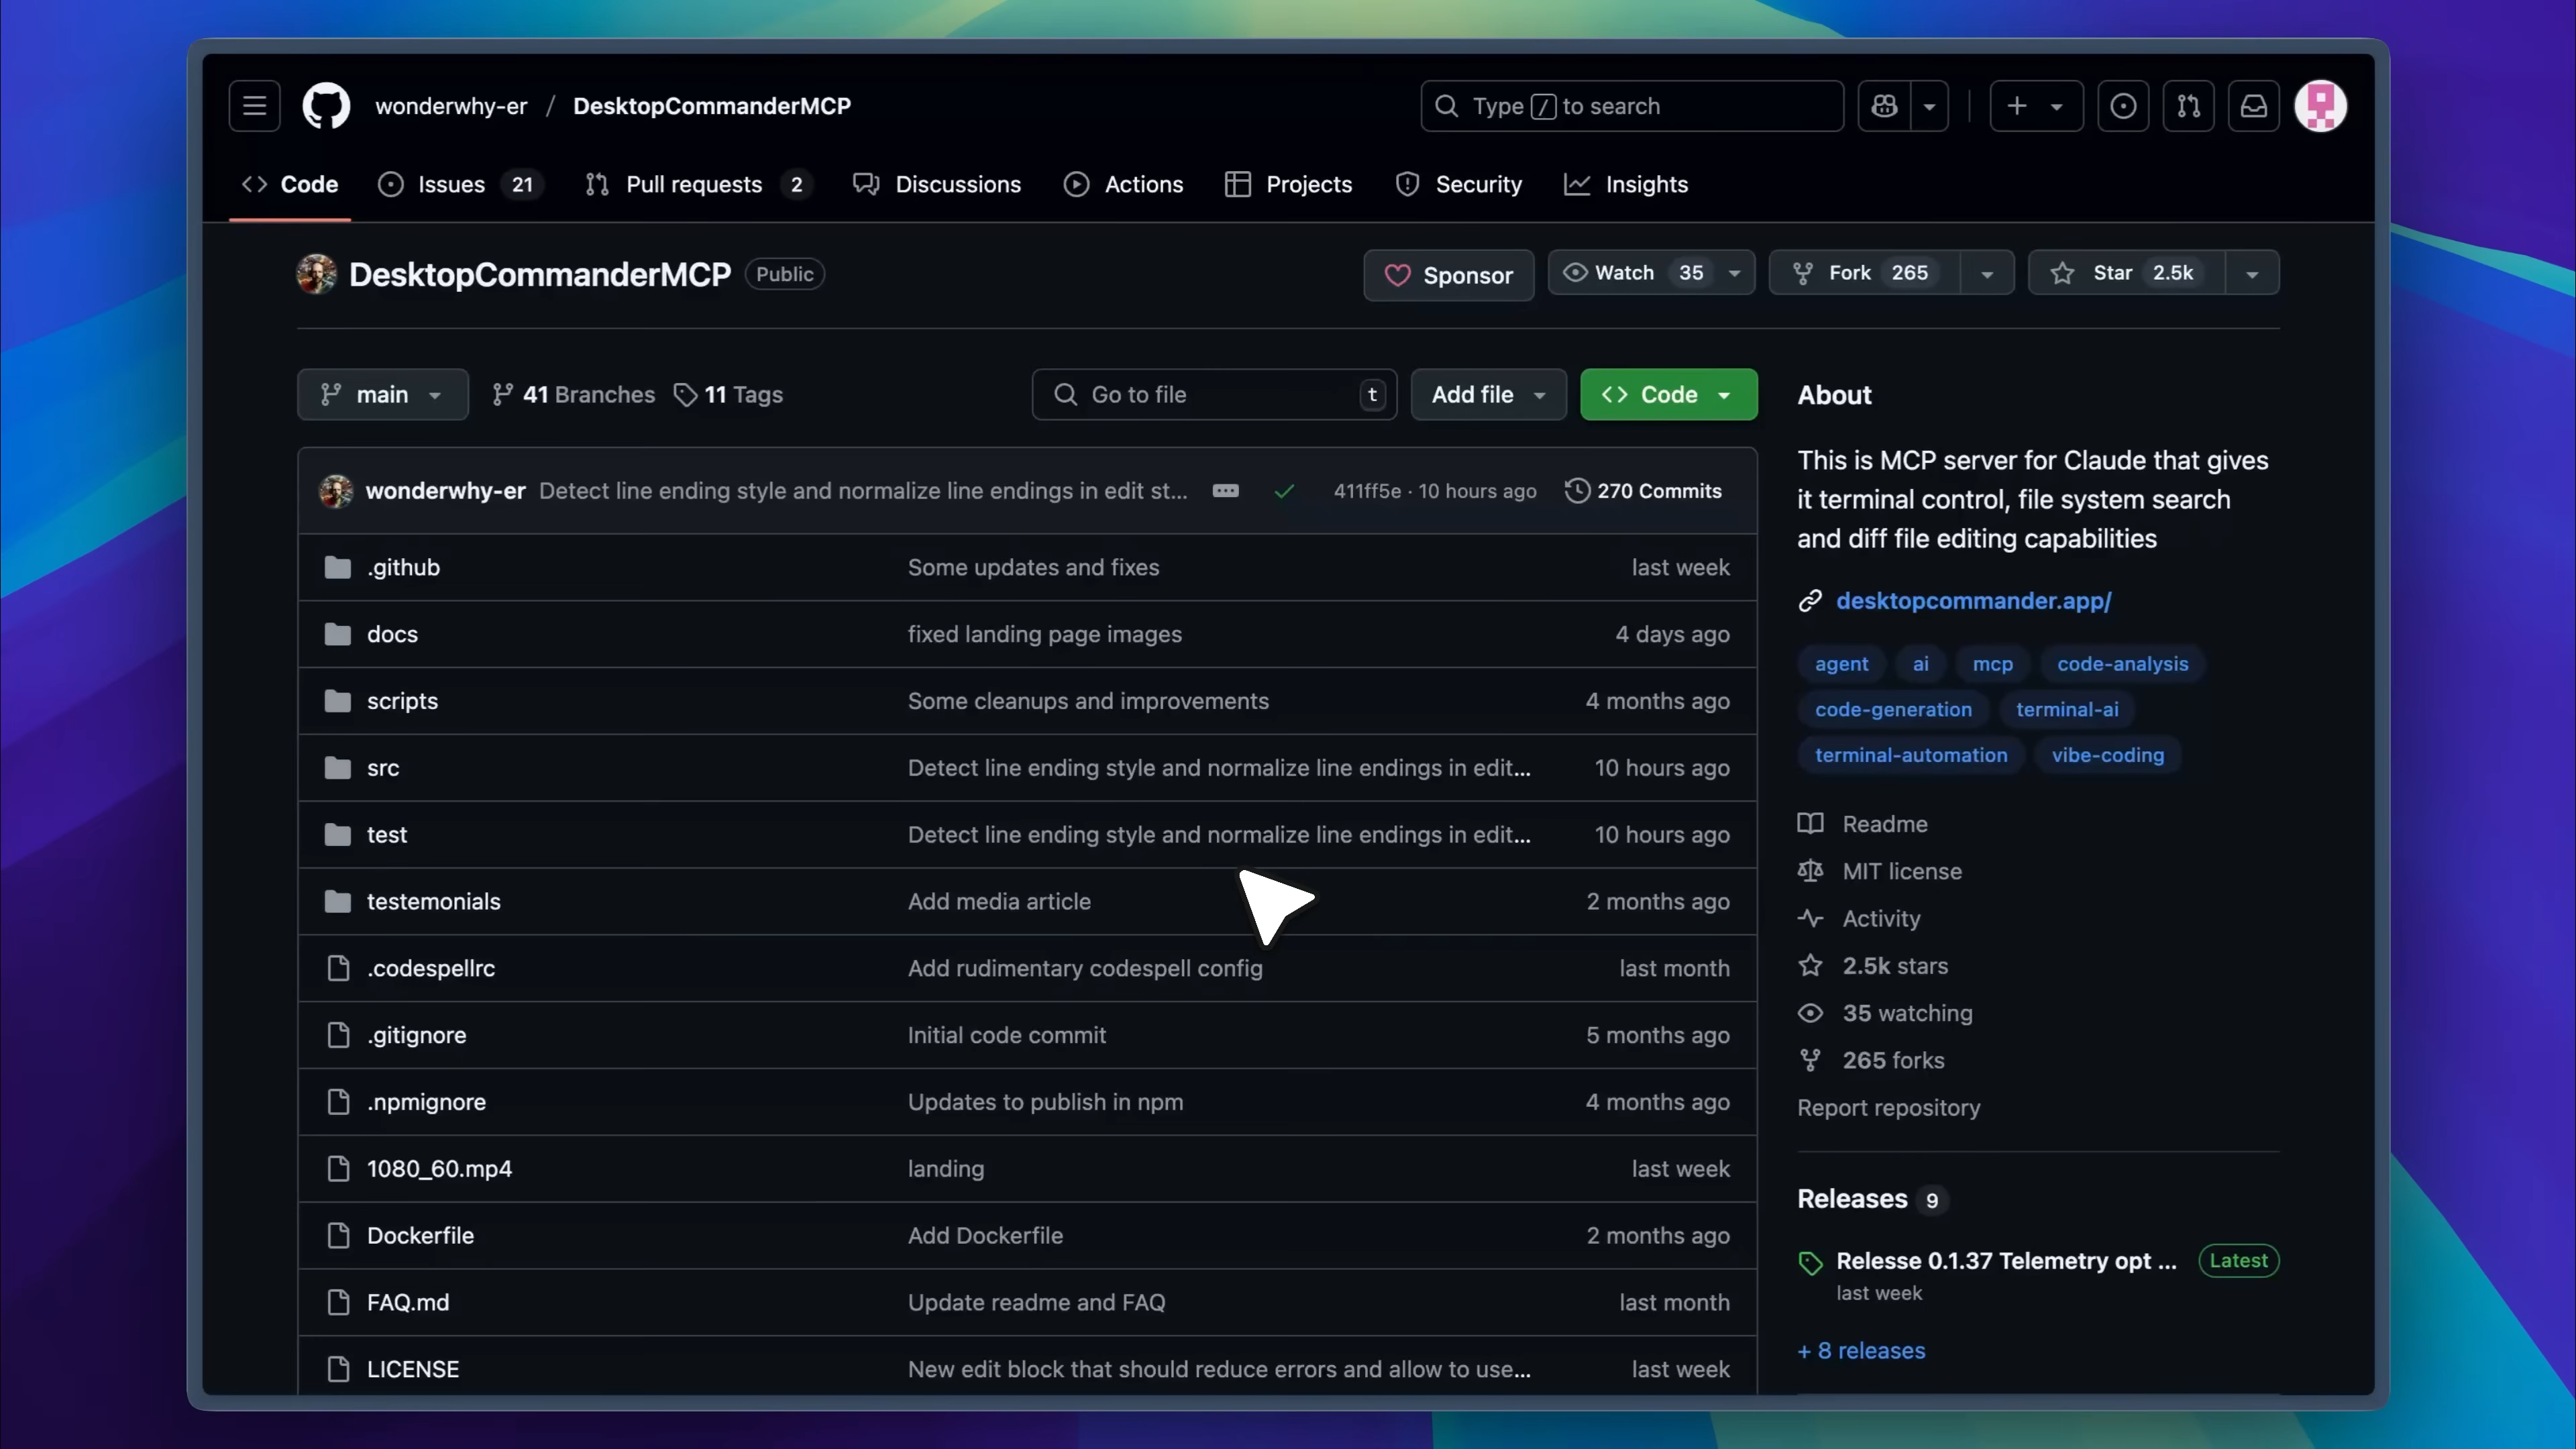 wonderwhy-er / DesktopCommanderMCP
Type / to search
Code
Issues 21
Pull requests 2
Discussions
Actions
Projects
Security
Insights
DesktopCommanderMCP Public
Sponsor
Watch 35
Fork 265
Star 2.5k
main
41 Branches
11 Tags
Go to file t
Add file
Code
wonderwhy-er Detect line ending style and normalize line endings in edit st... 411ff5e · 10 hours ago 270 Commits
.github Some updates and fixes last week
docs fixed landing page images 4 days ago
scripts Some cleanups and improvements 4 months ago
src Detect line ending style and normalize line endings in edit... 10 hours ago
test Detect line ending style and normalize line endings in edit... 10 hours ago
testemonials Add media article 2 months ago
.codespellrc Add rudimentary codespell config last month
.gitignore Initial code commit 5 months ago
.npmignore Updates to publish in npm 4 months ago
1080_60.mp4 landing last week
Dockerfile Add Dockerfile 2 months ago
FAQ.md Update readme and FAQ last month
LICENSE New edit block that should reduce errors and allow to use... last week
About
This is MCP server for Claude that gives
it terminal control, file system search
and diff file editing capabilities
desktopcommander.app/
agent ai mcp code-analysis
code-generation terminal-ai
terminal-automation vibe-coding
Readme
MIT license
Activity
2.5k stars
35 watching
265 forks
Report repository
Releases 9
Relesse 0.1.37 Telemetry opt ... Latest
last week
+ 8 releases